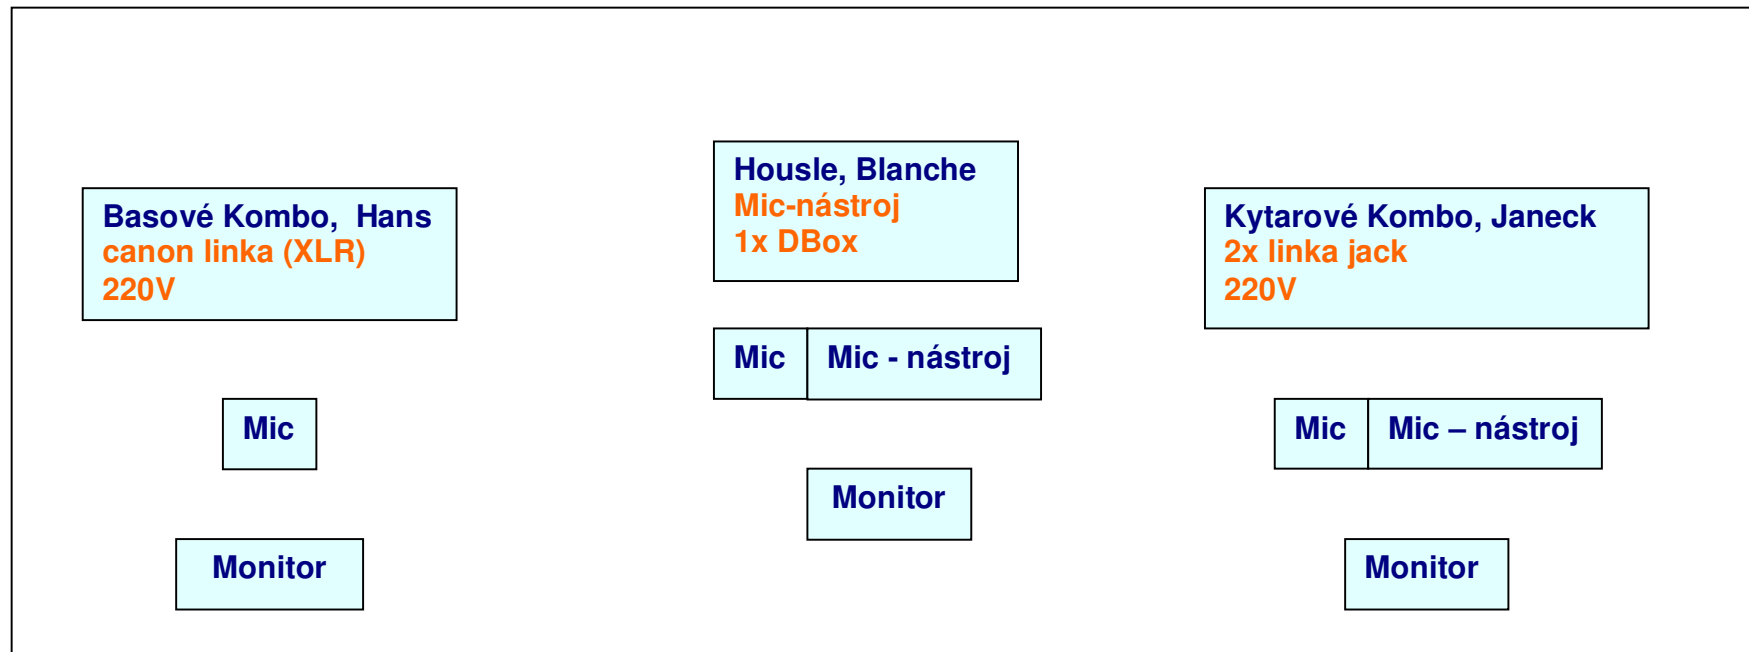 Basové Kombo,  Hans
canon linka (XLR)
220V
Housle, Blanche
Mic-nástroj
1x DBox
Kytarové Kombo, Janeck
2x linka jack
220V
Mic
Mic - nástroj
Mic
Mic
Mic – nástroj
Monitor
Monitor
Monitor